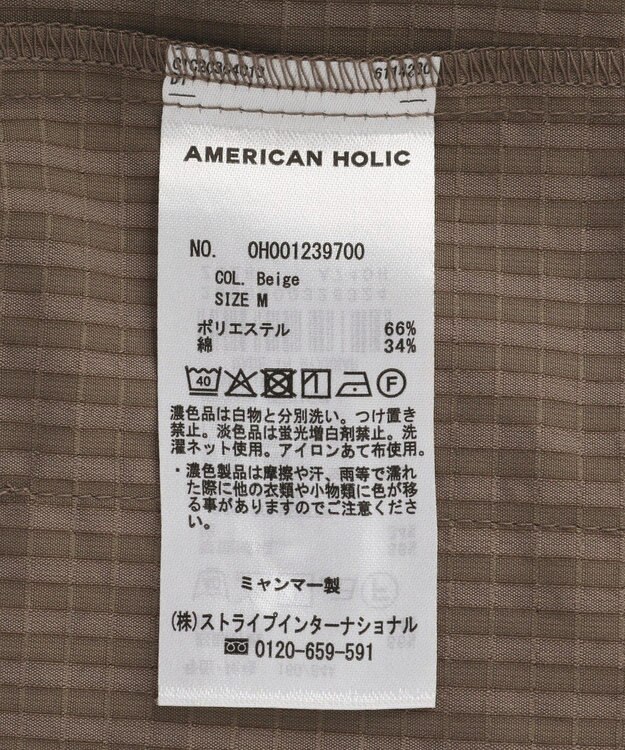 AMERICAN HOLIC
NO. OH001239700
COL. Beige
SIZE M
ポリエステル 66%
綿 34%
40
F
濃色品は白物と分別洗い。つけ置き
禁止。淡色品は蛍光増白剤禁止。洗
濯ネット使用。アイロンあて布使用。
・濃色製品は摩擦や汗、雨等で濡れ
た際に他の衣類や小物類に色が移
る事がありますのでご注意くださ
い。
ミャンマー製
(株)ストライプインターナショナル
0120-659-591